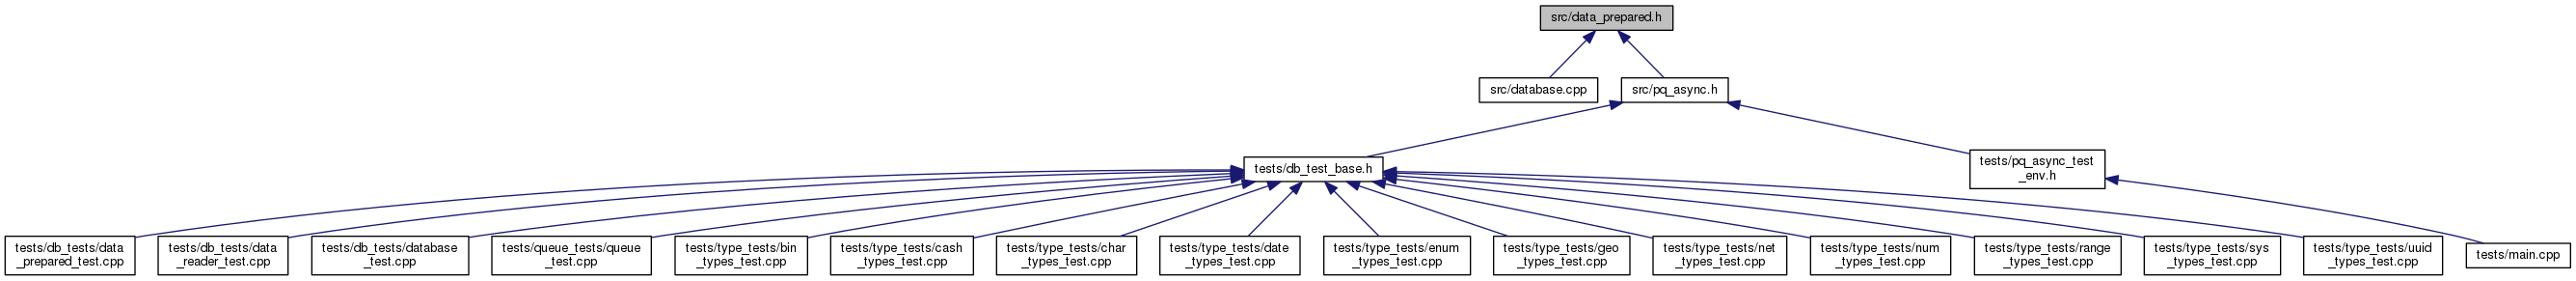 src/data_prepared.h
src/database.cpp
src/pq_async.h
tests/db_test_base.h
tests/pq_async_test
_env.h
tests/db_tests/data
_prepared_test.cpp
tests/db_tests/data
_reader_test.cpp
tests/db_tests/database
_test.cpp
tests/queue_tests/queue
_test.cpp
tests/type_tests/bin
_types_test.cpp
tests/type_tests/cash
_types_test.cpp
tests/type_tests/char
_types_test.cpp
tests/type_tests/date
_types_test.cpp
tests/type_tests/enum
_types_test.cpp
tests/type_tests/geo
_types_test.cpp
tests/type_tests/net
_types_test.cpp
tests/type_tests/num
_types_test.cpp
tests/type_tests/range
_types_test.cpp
tests/type_tests/sys
_types_test.cpp
tests/type_tests/uuid
_types_test.cpp
tests/main.cpp